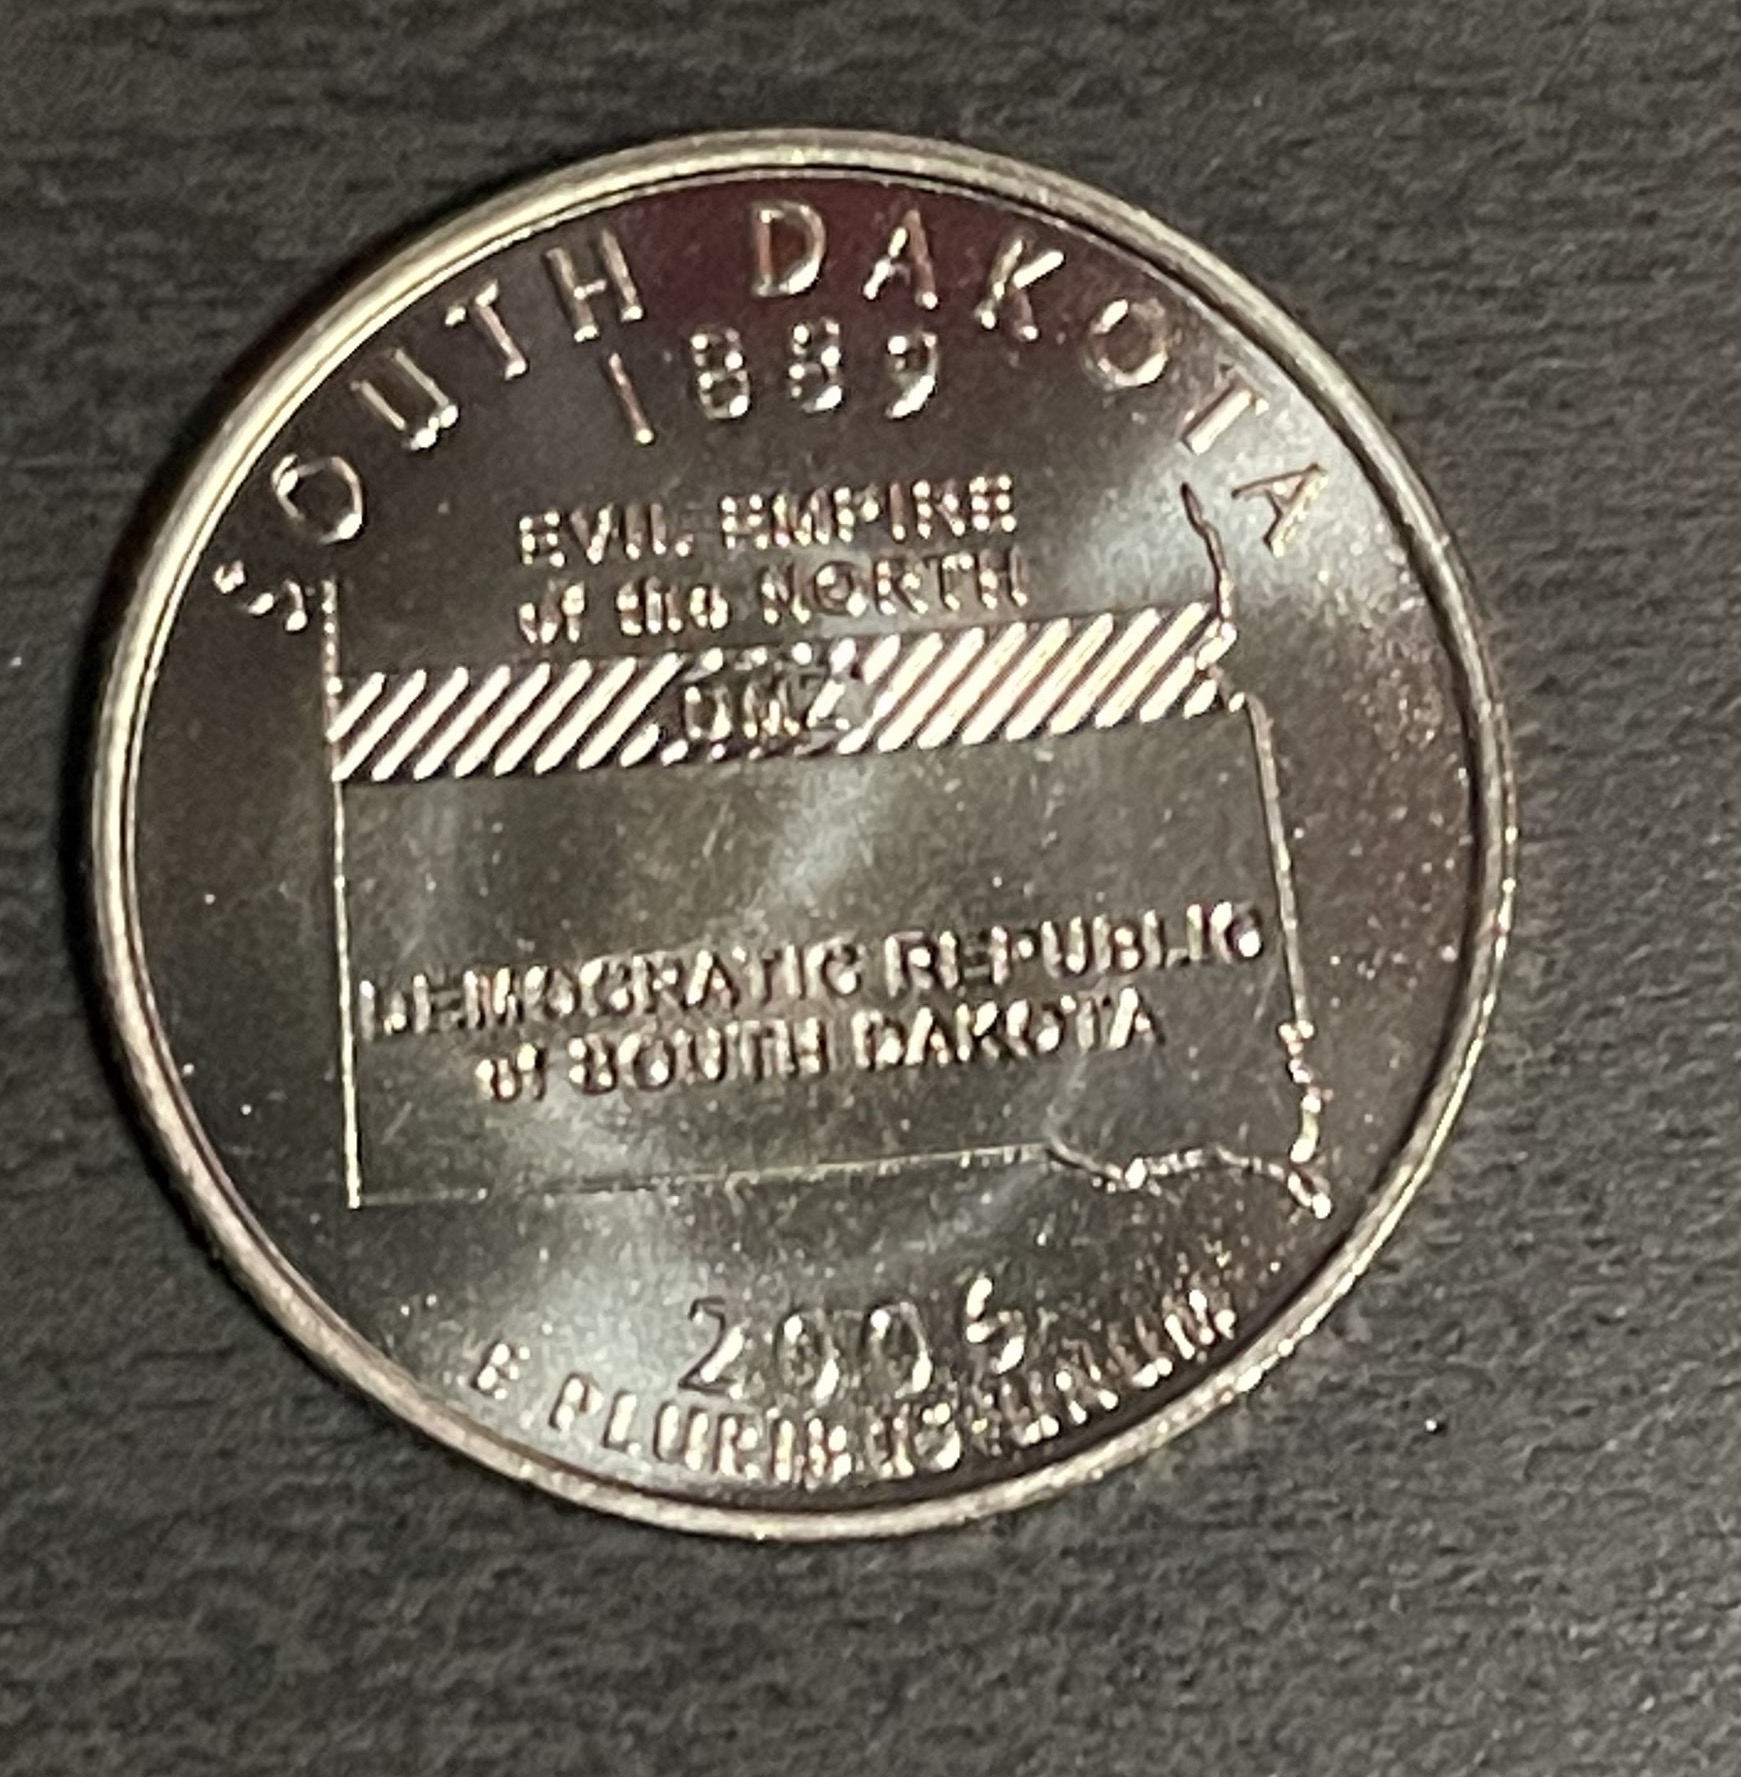 SOUTH DAKOTA
1889
EVIL EMPIRE
of the NORTH
DMZ
DEMOCRATIC REPUBLIC
of SOUTH DAKOTA
2006
E PLURIBUS UNUM